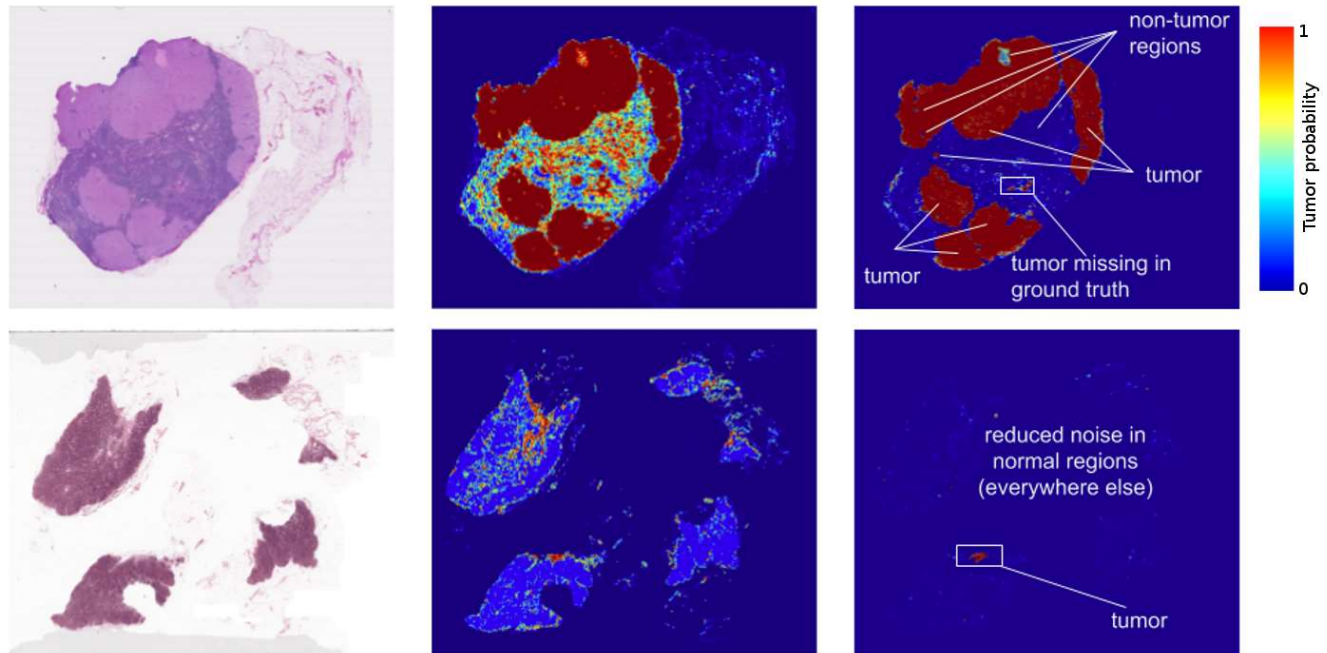 non-tumor
regions
1
Tumor probability
0
tumor
tumor
tumor missing in
ground truth
reduced noise in
normal regions
(everywhere else)
tumor